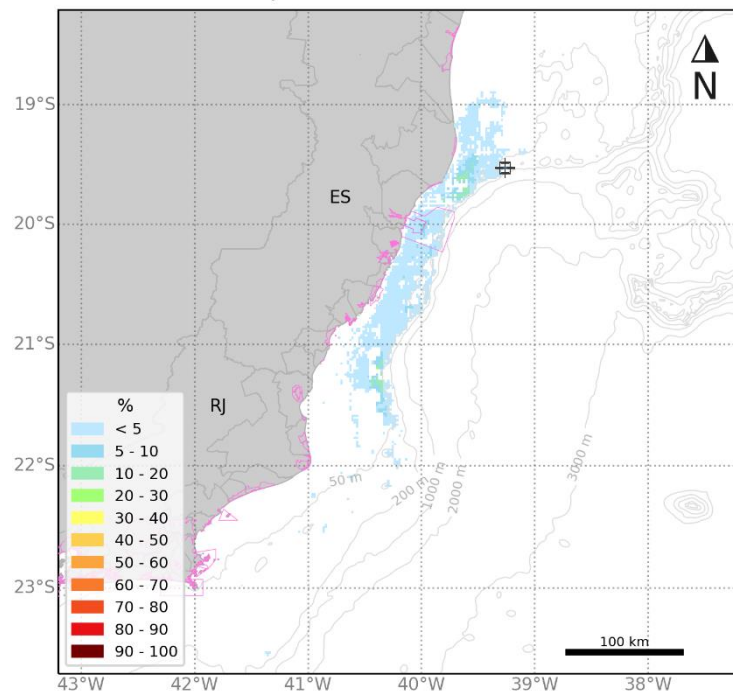 N
19°S
ES
20°S
21°S
%
RJ
< 5
5 - 10
10 - 20
22°S
20 - 30
50 m
200 m
1000 m
2000 m
3000 m
30 - 40
40 - 50
50 - 60
23°S
60 - 70
70 - 80
80 - 90
90 - 100
100 km
43°W
42°W
41°W
40°W
39°W
38°W